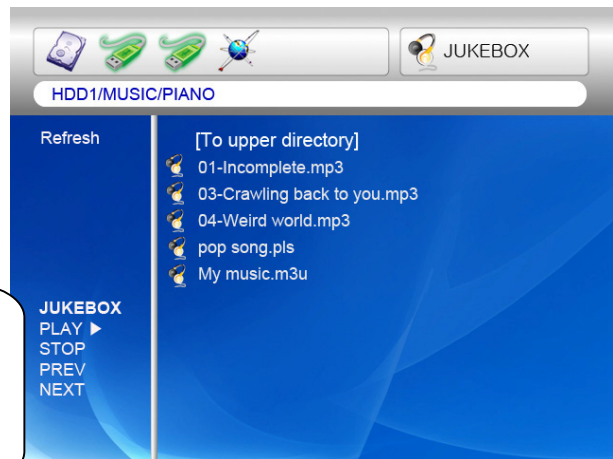 JUKEBOX
HDD1/MUSIC/PIANO
Refresh
[To upper directory]
01-Incomplete.mp3
03-Crawling back to you.mp3
04-Weird world.mp3
pop song.pls
My music.m3u
JUKEBOX
PLAY ▶
STOP
PREV
NEXT